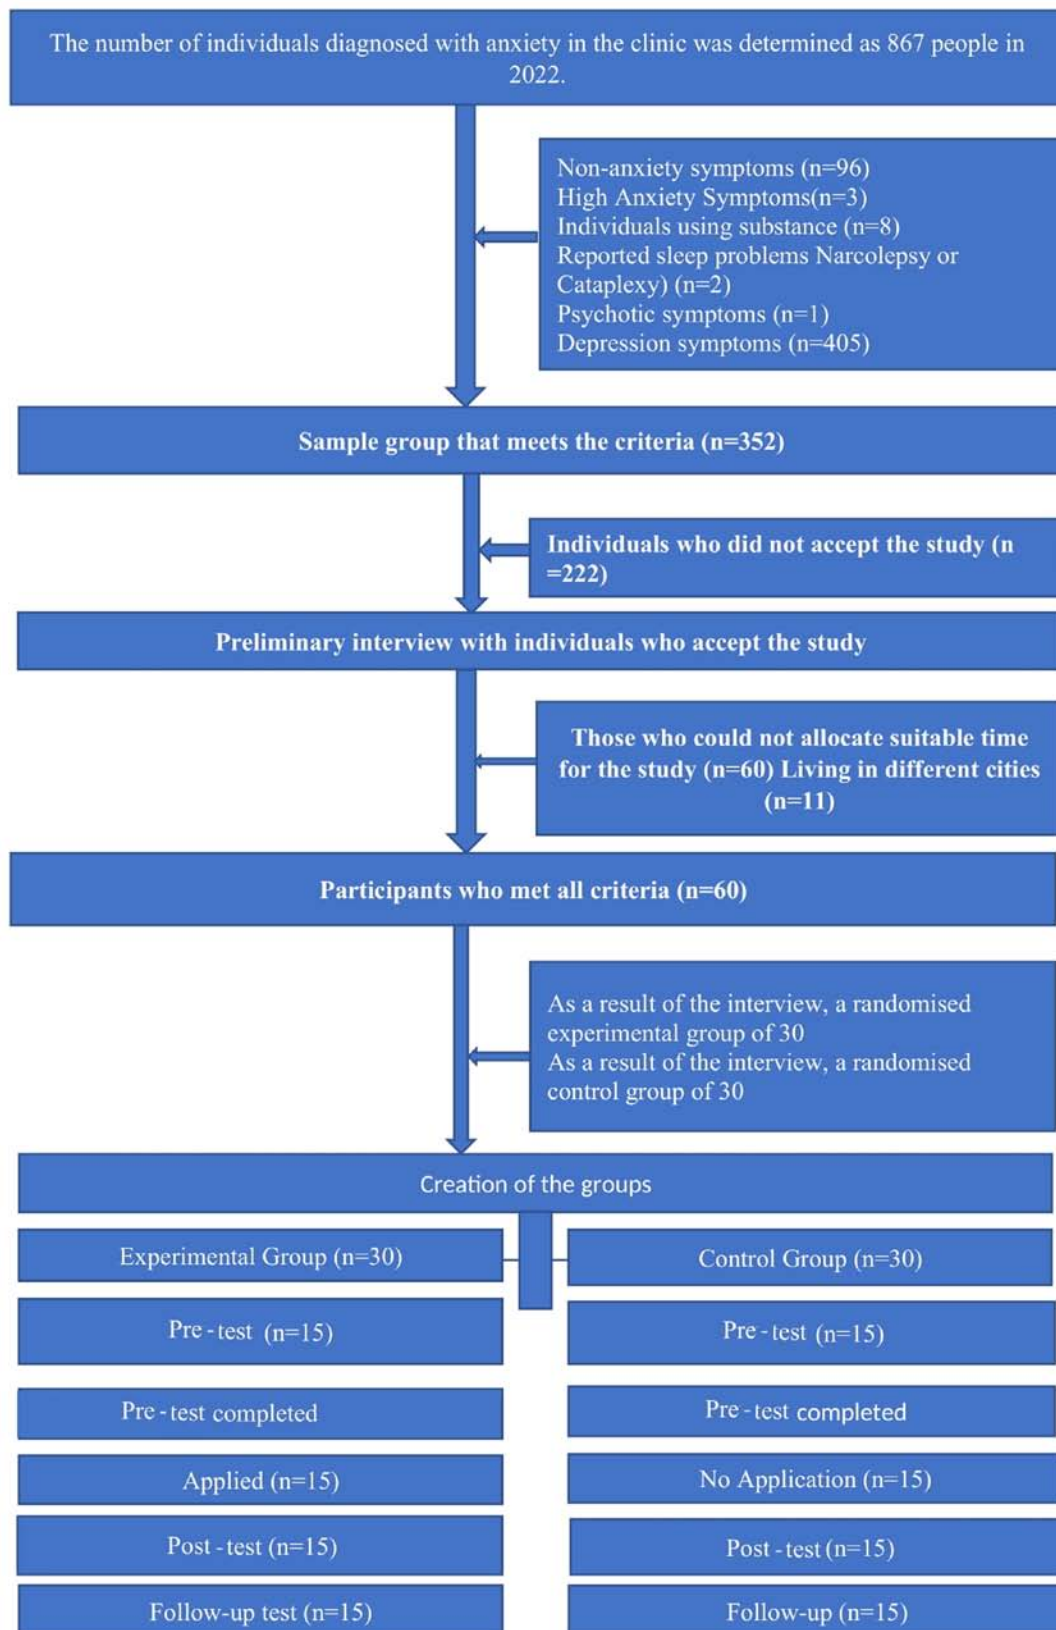 The number of individuals diagnosed with anxiety in the clinic was determined as 867 people in
2022.
Non-anxiety symptoms (n=96)
High Anxiety Symptoms(n=3)
Individuals using substance (n=8)
Reported sleep problems Narcolepsy or
Cataplexy) (n=2)
Psychotic symptoms (n=1)
Depression symptoms (n=405)
Sample group that meets the criteria (n=352)
Individuals who did not accept the study (n
=222)
Preliminary interview with individuals who accept the study
Those who could not allocate suitable time
for the study (n=60) Living in different cities
(n=11)
Participants who met all criteria (n=60)
As a result of the interview, a randomised
experimental group of 30
As a result of the interview, a randomised
control group of 30
Creation of the groups
Experimental Group (n=30)
Control Group (n=30)
Pre-test (n=15)
Pre-test (n=15)
Pre-test completed
Pre-test completed
Applied (n=15)
No Application (n=15)
Post-test (n=15)
Post-test (n=15)
Follow-up test (n=15)
Follow-up (n=15)